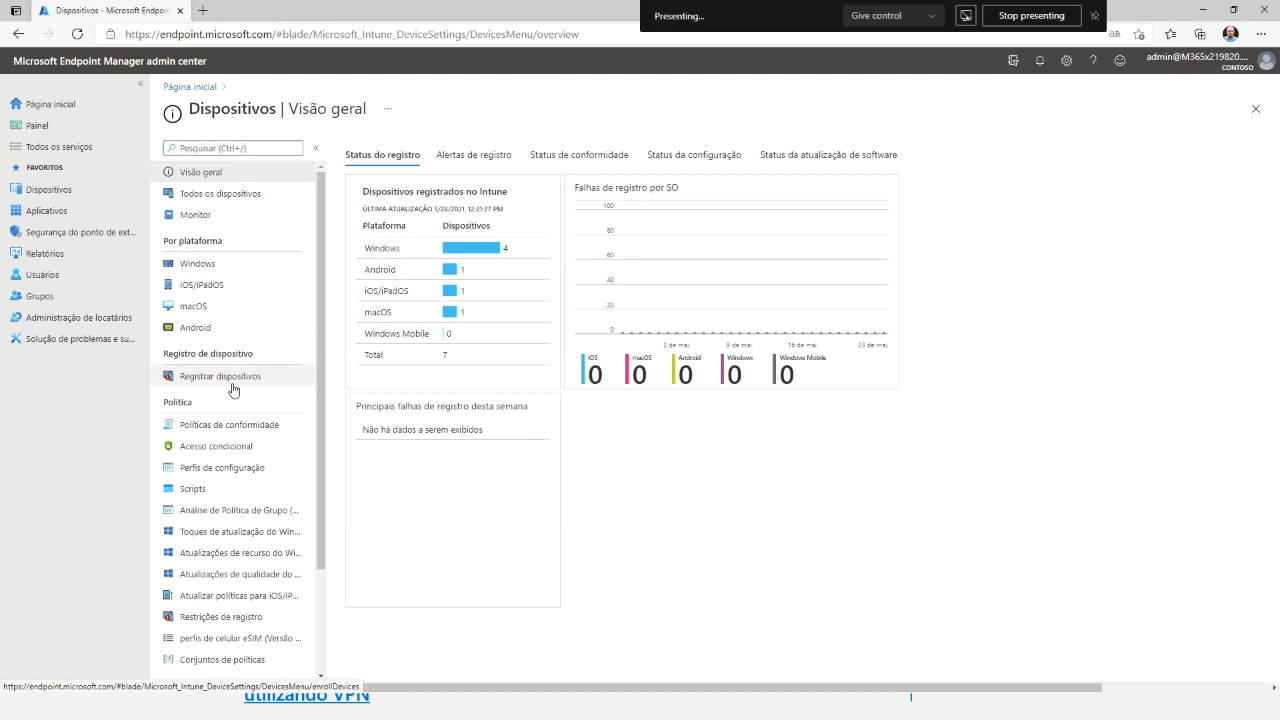 Dispositivos - Microsoft Endpoin
Presenting...
Give control
Stop presenting
https://endpoint.microsoft.com/#blade/Microsoft_Intune_DeviceSettings/DevicesMenu/overview
Microsoft Endpoint Manager admin center
admin@M365x219820....
CONTOSO
Página inicial
Painel
Todos os serviços
FAVORITOS
Dispositivos
Aplicativos
Segurança do ponto de ext...
Relatórios
Usuários
Grupos
Administração de locatários
Solução de problemas e su...
Página inicial >
Dispositivos | Visão geral ...
Pesquisar (Ctrl+/)
Visão geral
Todos os dispositivos
Monitor
Por plataforma
Windows
iOS/iPadOS
macOS
Android
Registro de dispositivo
Registrar dispositivos
Política
Políticas de conformidade
Acesso condicional
Perfis de configuração
Scripts
Análise de Política de Grupo (...
Toques de atualização do Win...
Atualizações de recurso do Wi...
Atualizações de qualidade do ...
Atualizar políticas para iOS/iP...
Restrições de registro
perfis de celular eSIM (Versão ...
Conjuntos de políticas
Status do registro
Alertas de registro
Status de conformidade
Status da configuração
Status da atualização de software
Dispositivos registrados no Intune
ÚLTIMA ATUALIZAÇÃO 5/26/2021, 12:21:27 PM
Plataforma Dispositivos
Windows 4
Android 1
iOS/iPadOS 1
macOS 1
Windows Mobile 0
Total 7
Falhas de registro por SO
100
80
60
40
20
0
2 de mai. 9 de mai. 16 de mai. 23 de mai.
iOS macOS Android Windows Windows Mobile
0 0 0 0 0
Principais falhas de registro desta semana
Não há dados a serem exibidos
https://endpoint.microsoft.com/#blade/Microsoft_Intune_DeviceSettings/DevicesMenu/enrollDevices
utilizando VPN